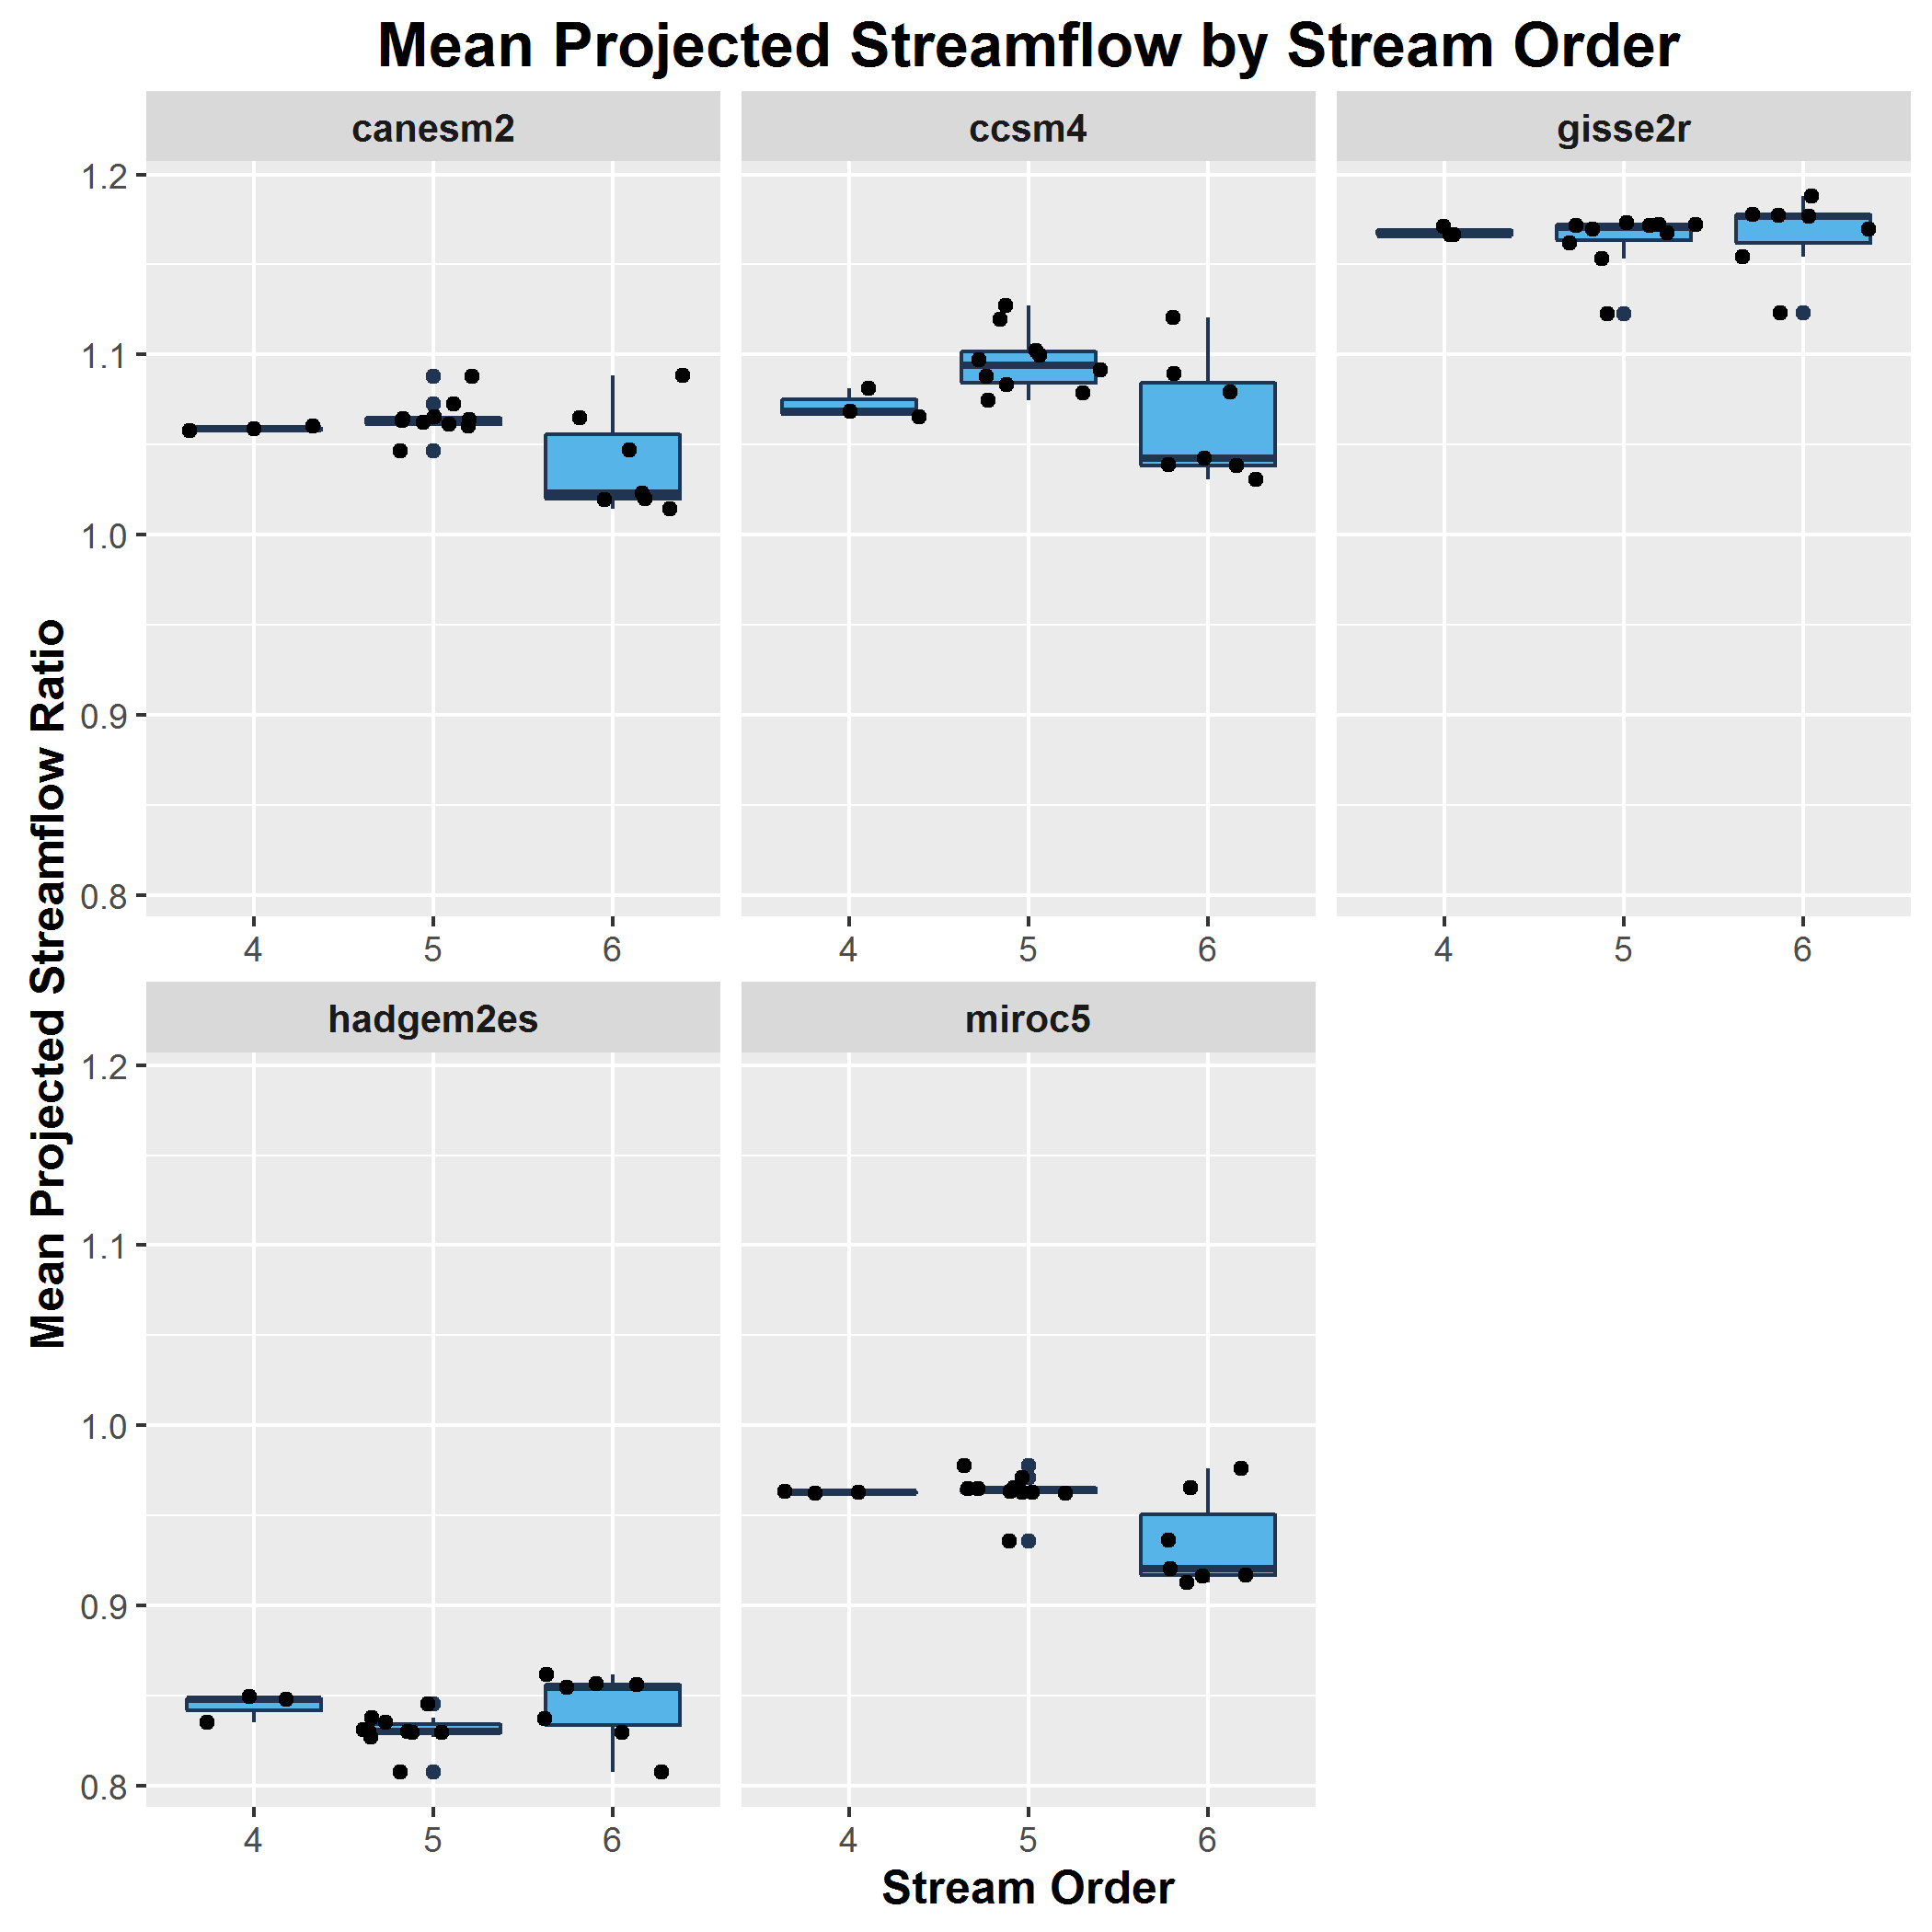 Mean Projected Streamflow by Stream Order
canesm2
ccsm4
gisse2r
1.2
1.1
1.0
0.9
0.8
4 5 6
4 5 6
4 5 6
Mean Projected Streamflow Ratio
hadgem2es
miroc5
1.2
1.1
1.0
0.9
0.8
4 5 6
4 5 6
Stream Order